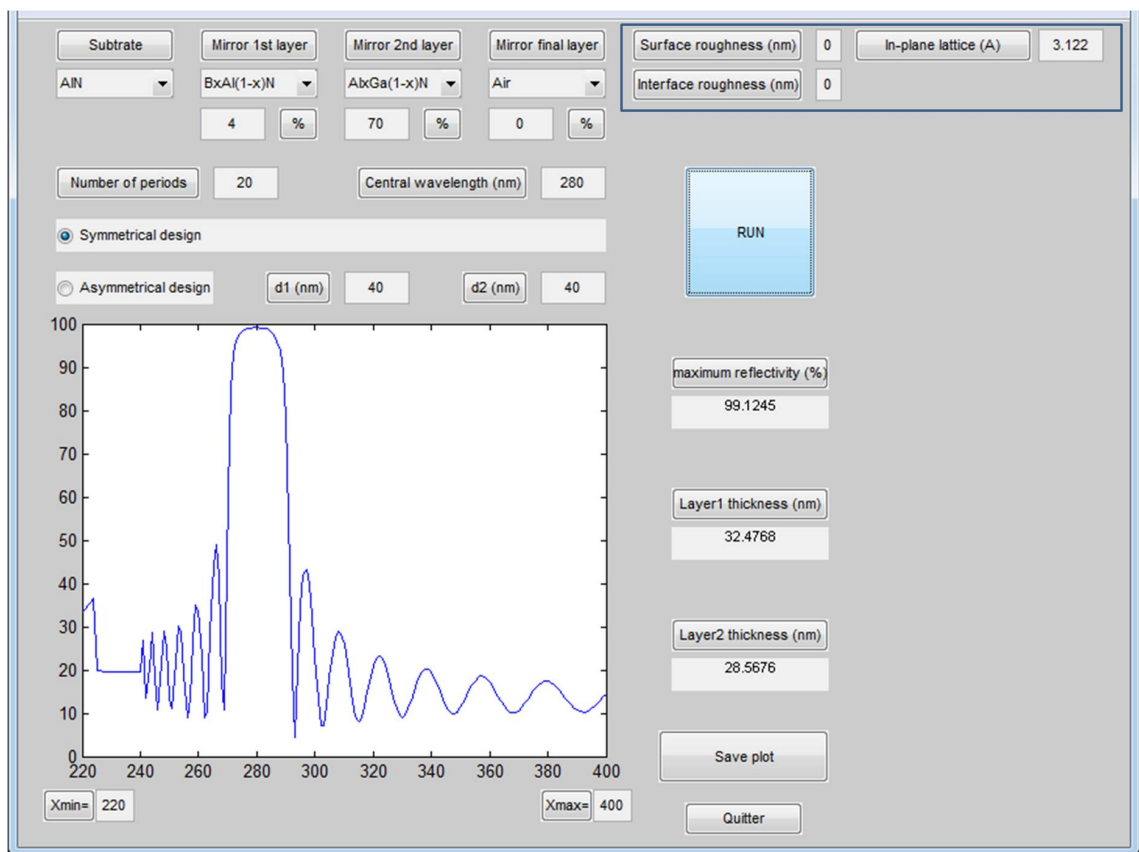 Subtrate Mirror 1st layer Mirror 2nd layer Mirror final layer Surface roughness (nm) 0 In-plane lattice (A) 3.122
AlN BxAl(1-x)N AlxGa(1-x)N Air Interface roughness (nm) 0
4 % 70 % 0 %
Number of periods 20 Central wavelength (nm) 280
RUN
Symmetrical design
Asymmetrical design d1 (nm) 40 d2 (nm) 40
100
90
80
70
60
50
40
30
20
10
0
220 240 260 280 300 320 340 360 380 400
Xmin= 220 Xmax= 400
maximum reflectivity (%)
99.1245
Layer1 thickness (nm)
32.4768
Layer2 thickness (nm)
28.5676
Save plot
Quitter